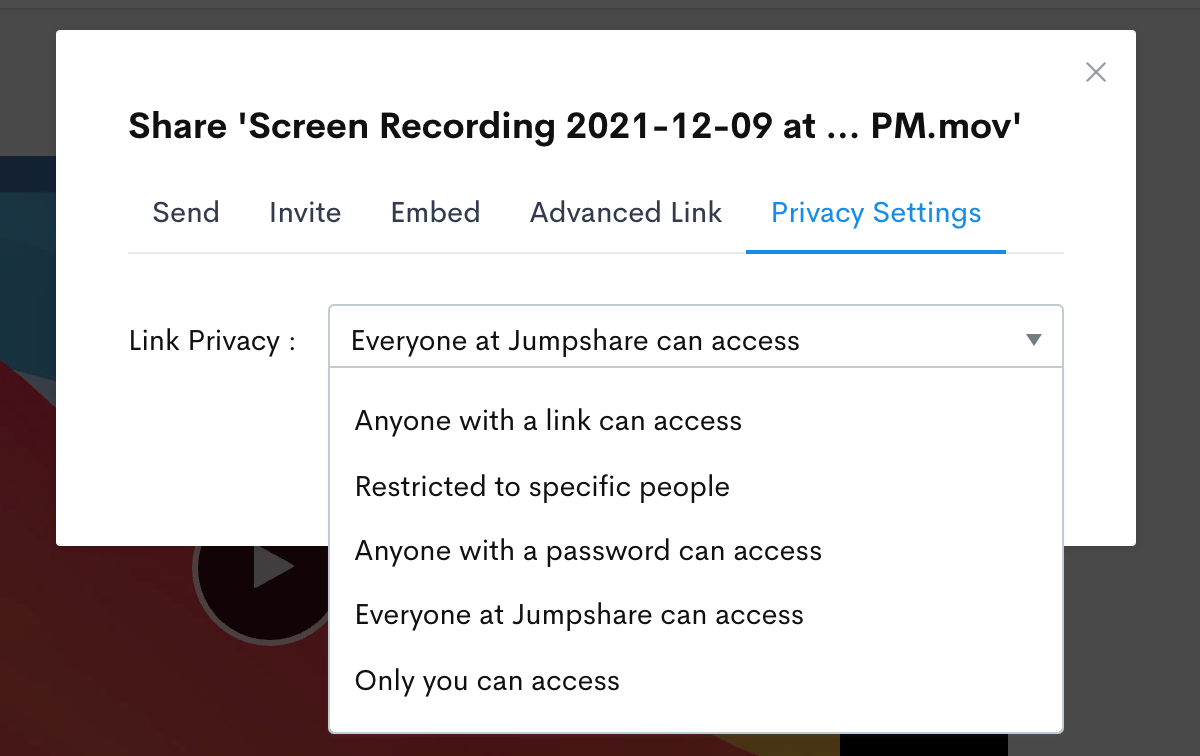 Share 'Screen Recording 2021-12-09 at ... PM.mov'
Send Invite Embed Advanced Link Privacy Settings
Link Privacy : Everyone at Jumpshare can access
Anyone with a link can access
Restricted to specific people
Anyone with a password can access
Everyone at Jumpshare can access
Only you can access